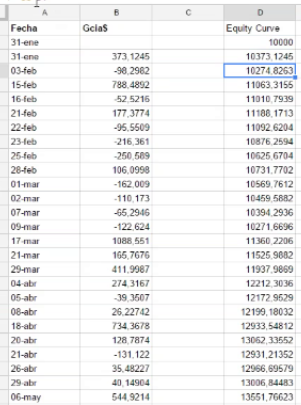 A B C D
Fecha Gcia$ Equity Curve
31-ene 10000
31-ene 373,1245 10373,1245
03-feb -98,2982 10274,8263
15-feb 788,4892 11063,3155
16-feb -52,5216 11010,7939
21-feb 177,3774 11188,1713
22-feb -95,5509 11092,6204
23-feb -216,361 10876,2594
25-feb -250,589 10625,6704
28-feb 106,0998 10731,7702
01-mar -162,009 10569,7612
02-mar -110,173 10459,5882
07-mar -65,2946 10394,2936
09-mar -122,624 10271,6696
17-mar 1088,551 11360,2206
21-mar 165,7676 11525,9882
29-mar 411,9987 11937,9869
04-abr 274,3167 12212,3036
05-abr -39,3507 12172,9529
08-abr 26,22742 12199,18032
18-abr 734,3678 12933,54812
20-abr 128,7874 13062,33552
21-abr -131,122 12931,21352
26-abr 35,48227 12966,69579
29-abr 40,14904 13006,84483
06-may 544,9214 13551,76623